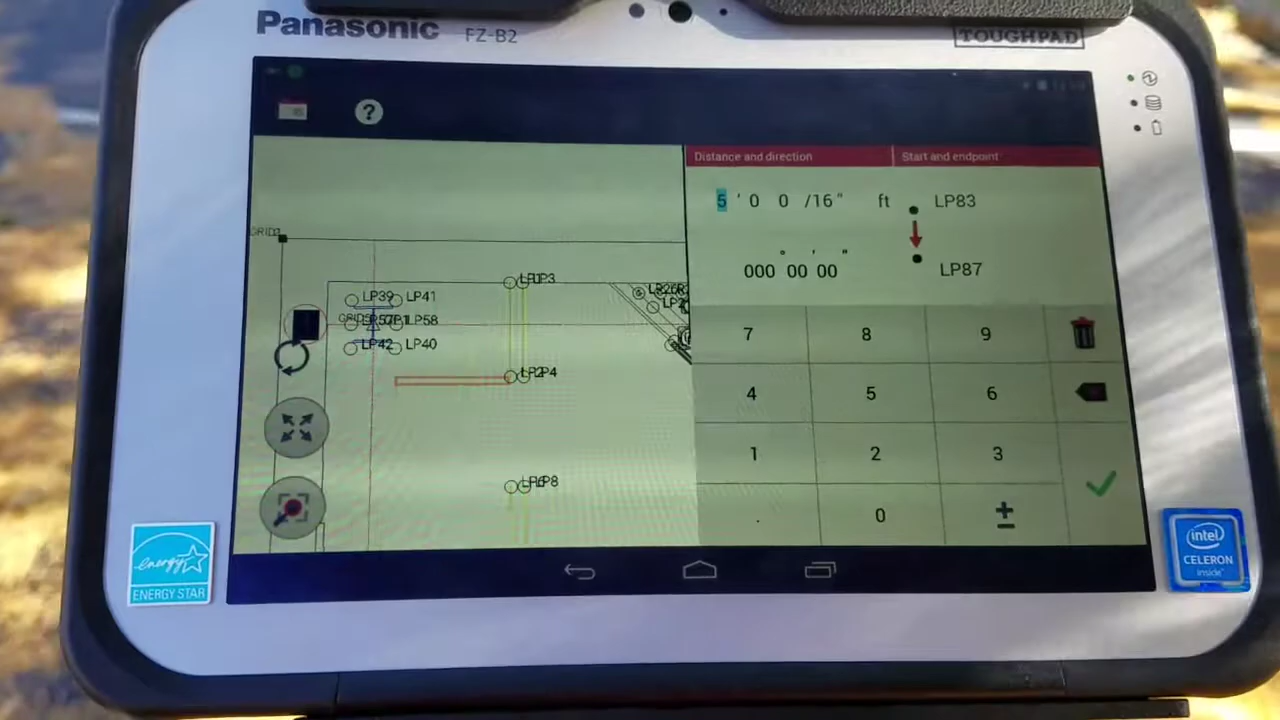 Panasonic FZ-B2 TOUGHPAD
?
Distance and direction Start and endpoint
5 ' 0 0 /16" ft LP83
000° 00' 00" LP87
LP39 LP41
LP58
LP42 LP40
7 8 9
4 5 6
1 2 3
. 0 ±
energy
ENERGY STAR
intel
CELERON
inside